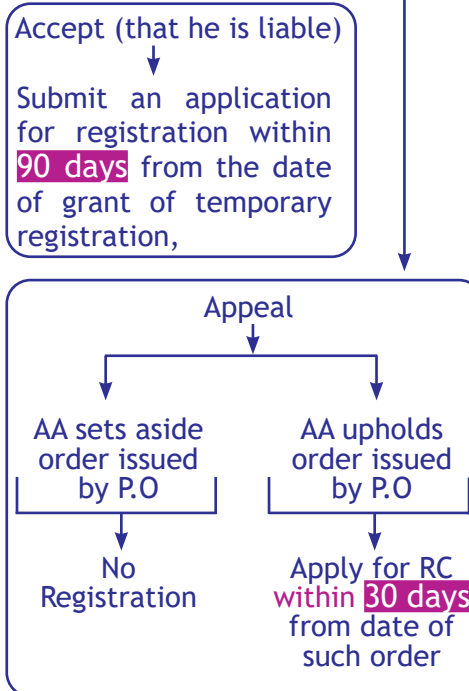 Accept (that he is liable)
Submit an application
for registration within
90 days from the date
of grant of temporary
registration,
Appeal
AA sets aside
order issued
by P.O
No
Registration
AA upholds
order issued
by P.O
Apply for RC
within 30 days
from date of
such order